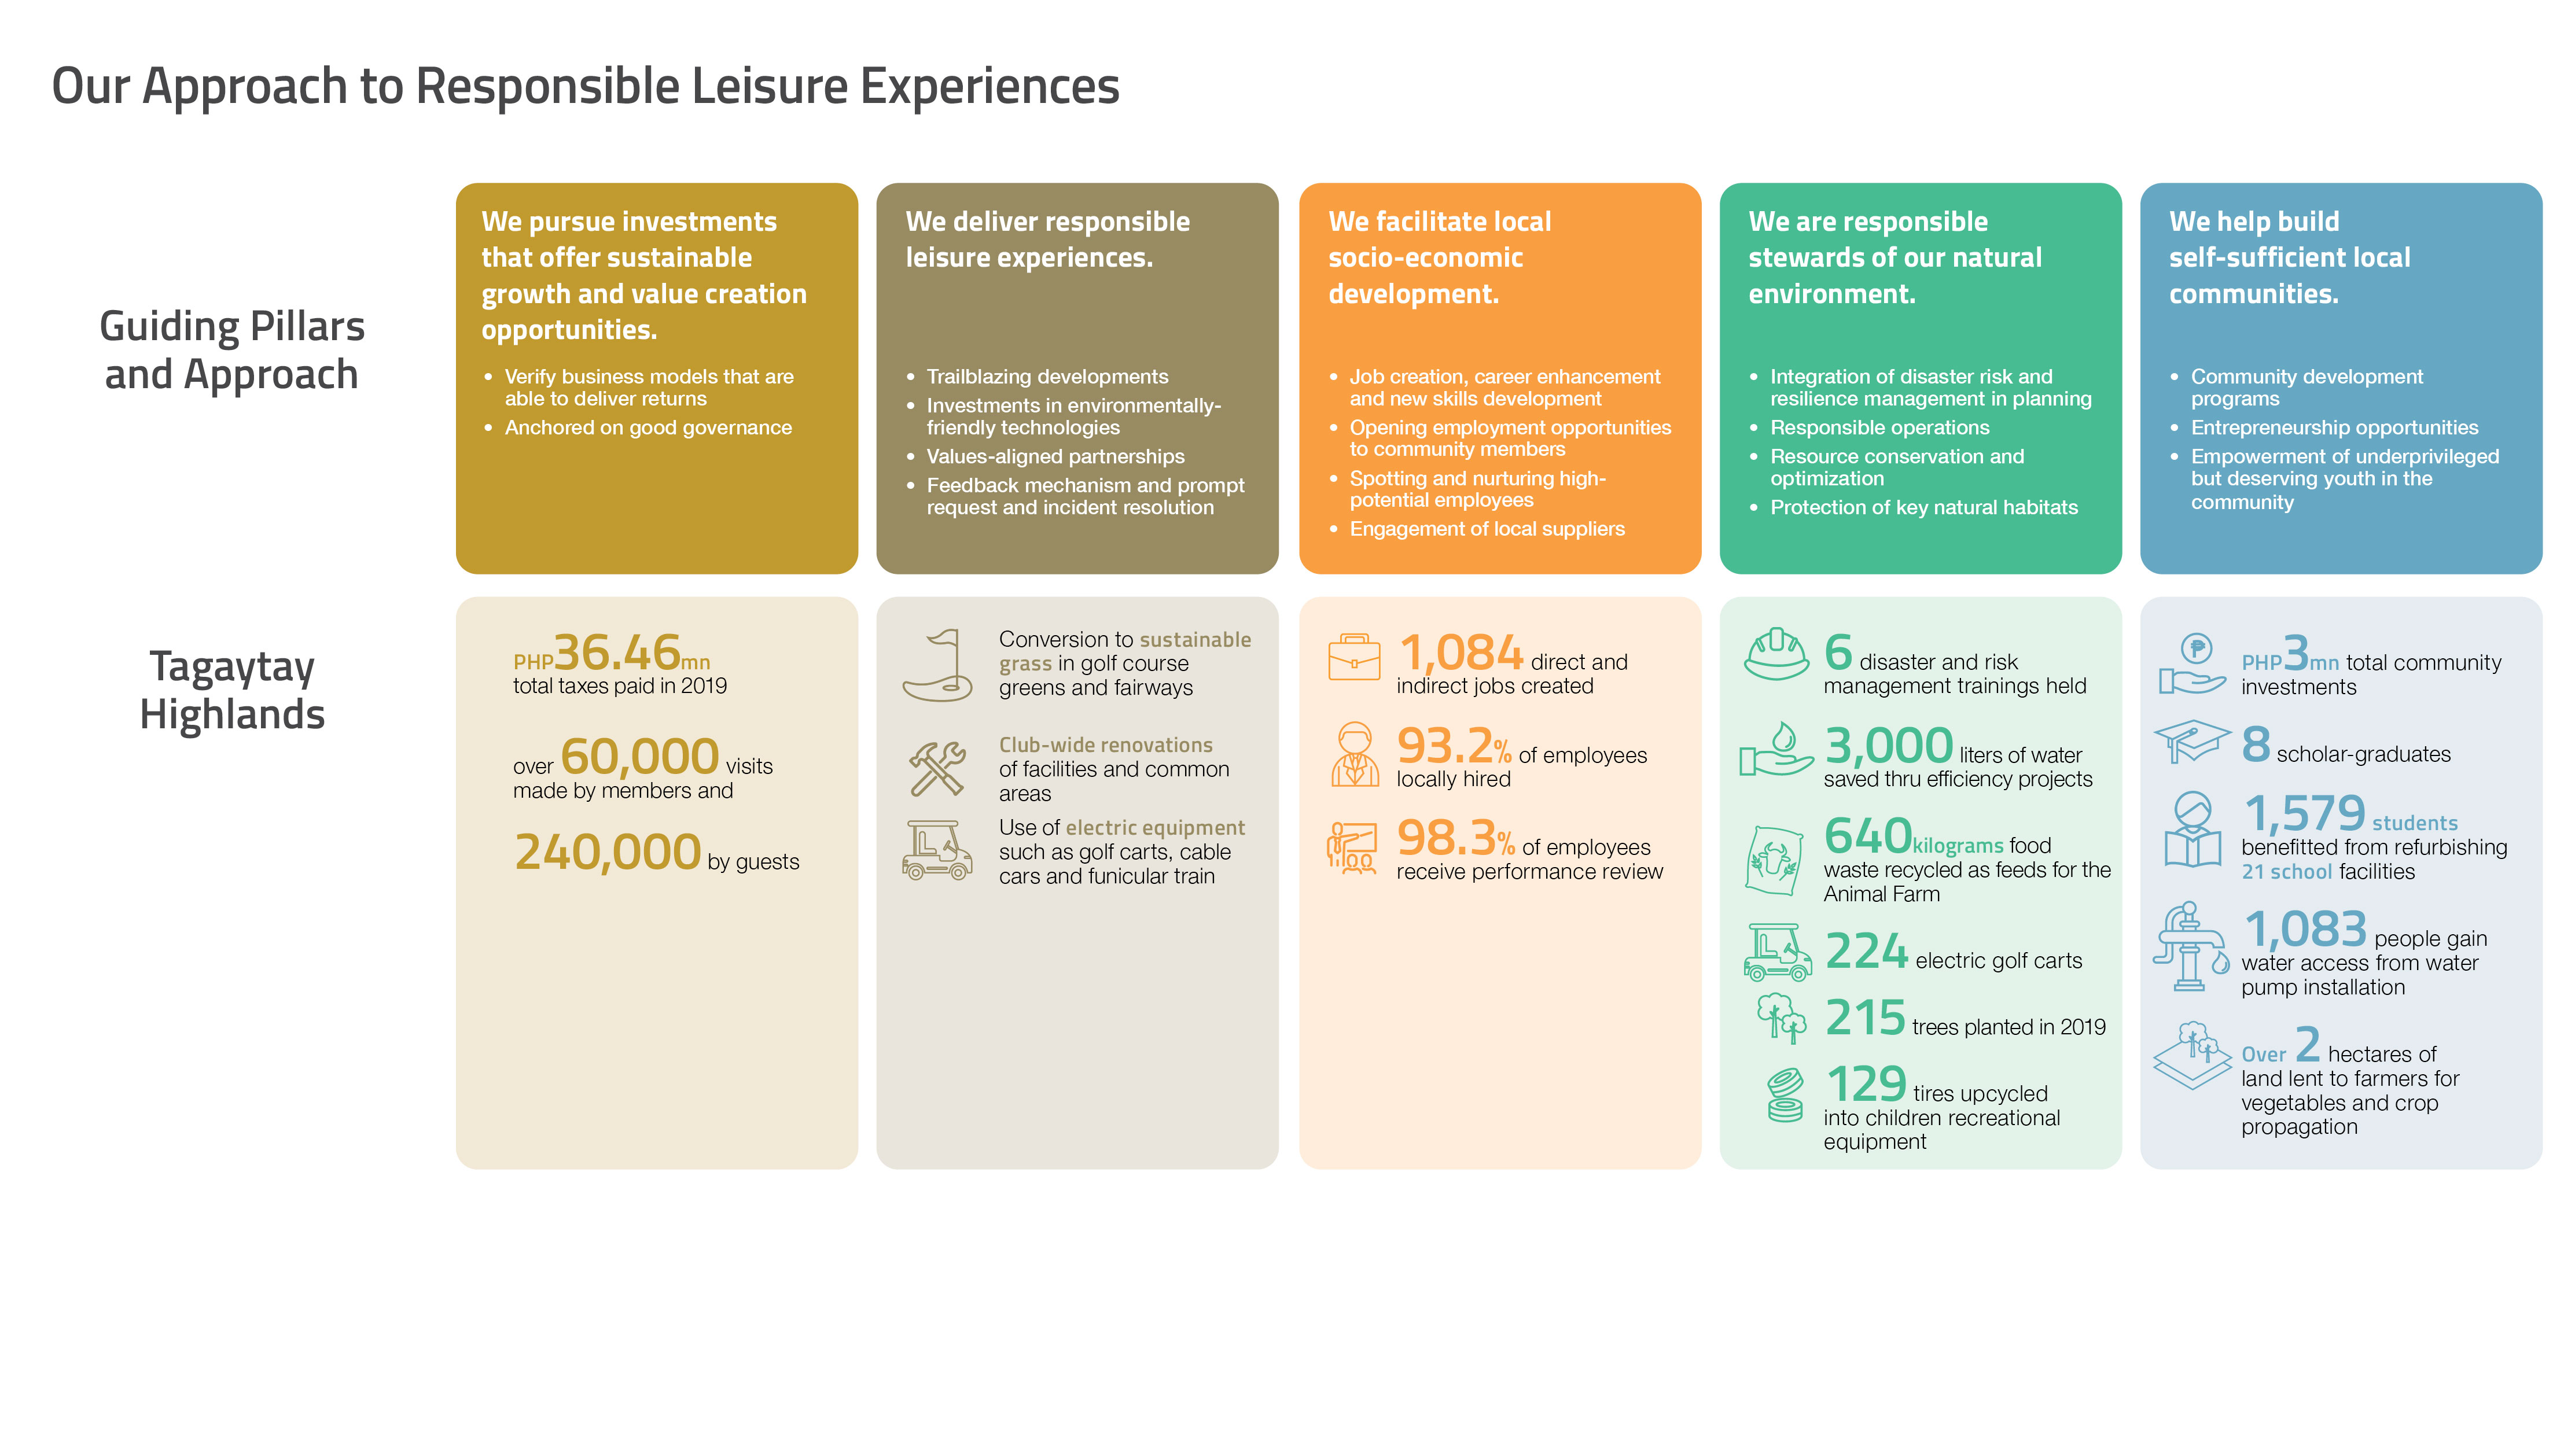 Our Approach to Responsible Leisure Experiences
Guiding Pillars
and Approach
We pursue investments
that offer sustainable
growth and value creation
opportunities.
• Verify business models that are
able to deliver returns
• Anchored on good governance
We deliver responsible
leisure experiences.
• Trailblazing developments
• Investments in environmentally-
friendly technologies
• Values-aligned partnerships
• Feedback mechanism and prompt
request and incident resolution
We facilitate local
socio-economic
development.
• Job creation, career enhancement
and new skills development
• Opening employment opportunities
to community members
• Spotting and nurturing high-
potential employees
• Engagement of local suppliers
We are responsible
stewards of our natural
environment.
• Integration of disaster risk and
resilience management in planning
• Responsible operations
• Resource conservation and
optimization
• Protection of key natural habitats
We help build
self-sufficient local
communities.
• Community development
programs
• Entrepreneurship opportunities
• Empowerment of underprivileged
but deserving youth in the
community
Tagaytay
Highlands
PHP36.46mn
total taxes paid in 2019
over 60,000 visits
made by members and
240,000 by guests
Conversion to sustainable
grass in golf course
greens and fairways
Club-wide renovations
of facilities and common
areas
Use of electric equipment
such as golf carts, cable
cars and funicular train
1,084 direct and
indirect jobs created
93.2% of employees
locally hired
98.3% of employees
receive performance review
6 disaster and risk
management trainings held
3,000 liters of water
saved thru efficiency projects
640kilograms food
waste recycled as feeds for the
Animal Farm
224 electric golf carts
215 trees planted in 2019
129 tires upcycled
into children recreational
equipment
PHP3mn total community
investments
8 scholar-graduates
1,579 students
benefitted from refurbishing
21 school facilities
1,083 people gain
water access from water
pump installation
Over 2 hectares of
land lent to farmers for
vegetables and crop
propagation